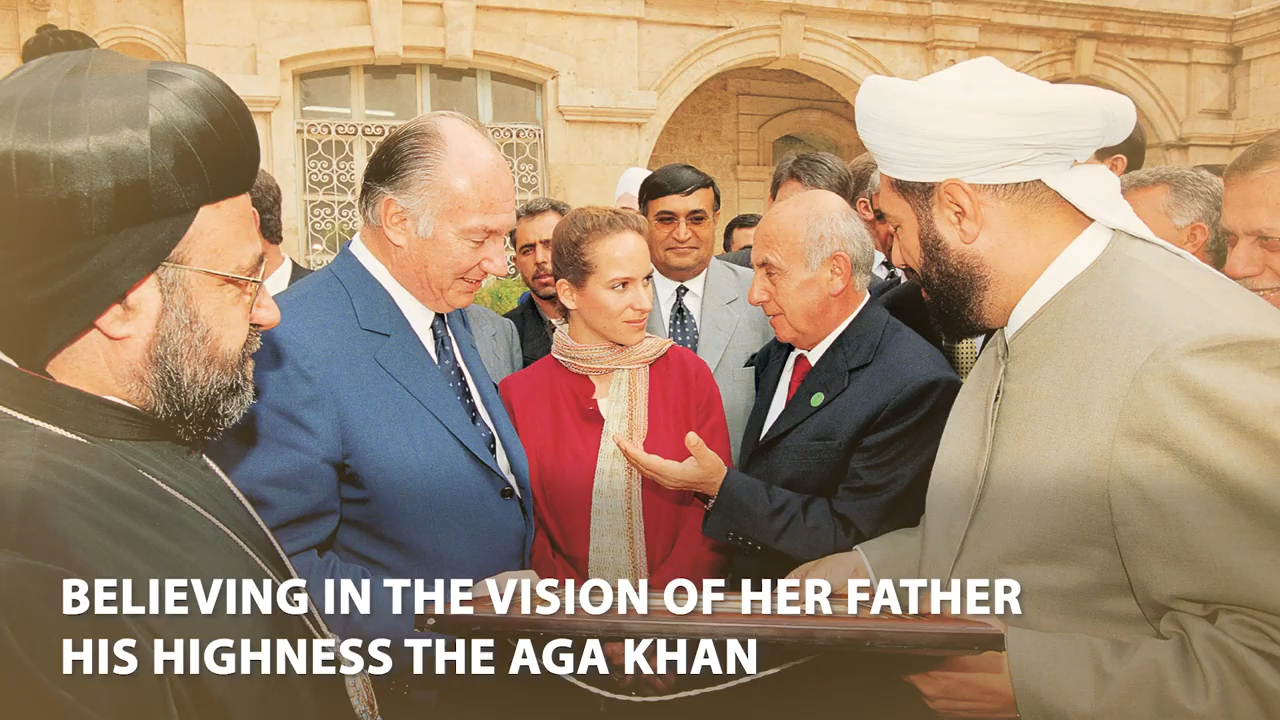 BELIEVING IN THE VISION OF HER FATHER
HIS HIGHNESS THE AGA KHAN